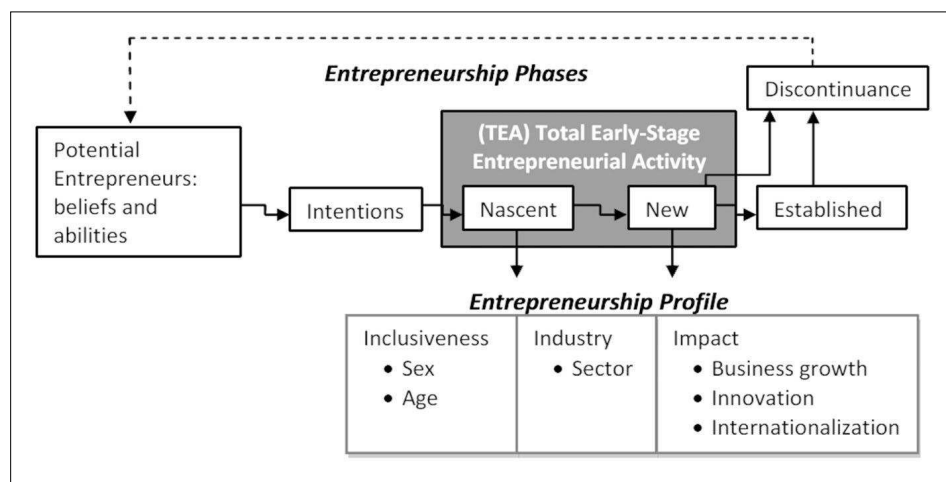 Entrepreneurship Phases
Discontinuance
(TEA) Total Early-Stage
Entrepreneurial Activity
Potential
Entrepreneurs:
beliefs and
abilities
Intentions
Nascent
New
Established
Entrepreneurship Profile
Inclusiveness
• Sex
• Age
Industry
• Sector
Impact
• Business growth
• Innovation
• Internationalization